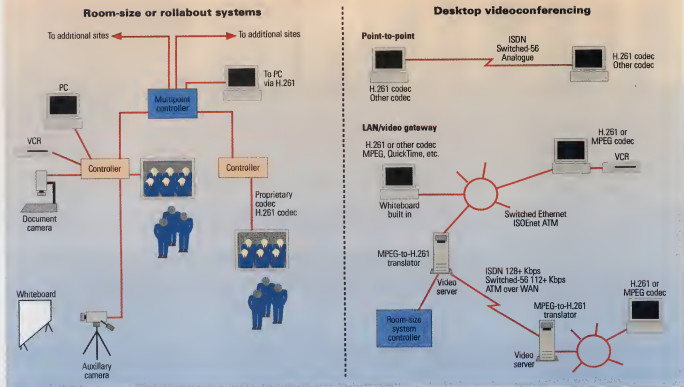 Room-size or rollabout systems
To additional sites
To additional sites
PC
To PC
via H.261
Multipoint
controller
VCR
Controller
Controller
Document
camera
Proprietary
codec
H.261 codec
Whiteboard
Auxillary
camera
Desktop videoconferencing
Point-to-point
ISDN
Switched-56
Analogue
H.261 codec
Other codec
H.261 codec
Other codec
LAN/video gateway
H.261 or other codec
MPEG, QuickTime, etc.
H.261 or
MPEG codec
VCR
Whiteboard
built in
Switched Ethernet
ISOEnet ATM
MPEG-to-H.261
translator
Video
server
ISDN 128+ Kbps
Switched-56 112+ Kbps
ATM over WAN
H.261 or
MPEG codec
MPEG-to-H.261
translator
Room-size
system
controller
Video
server